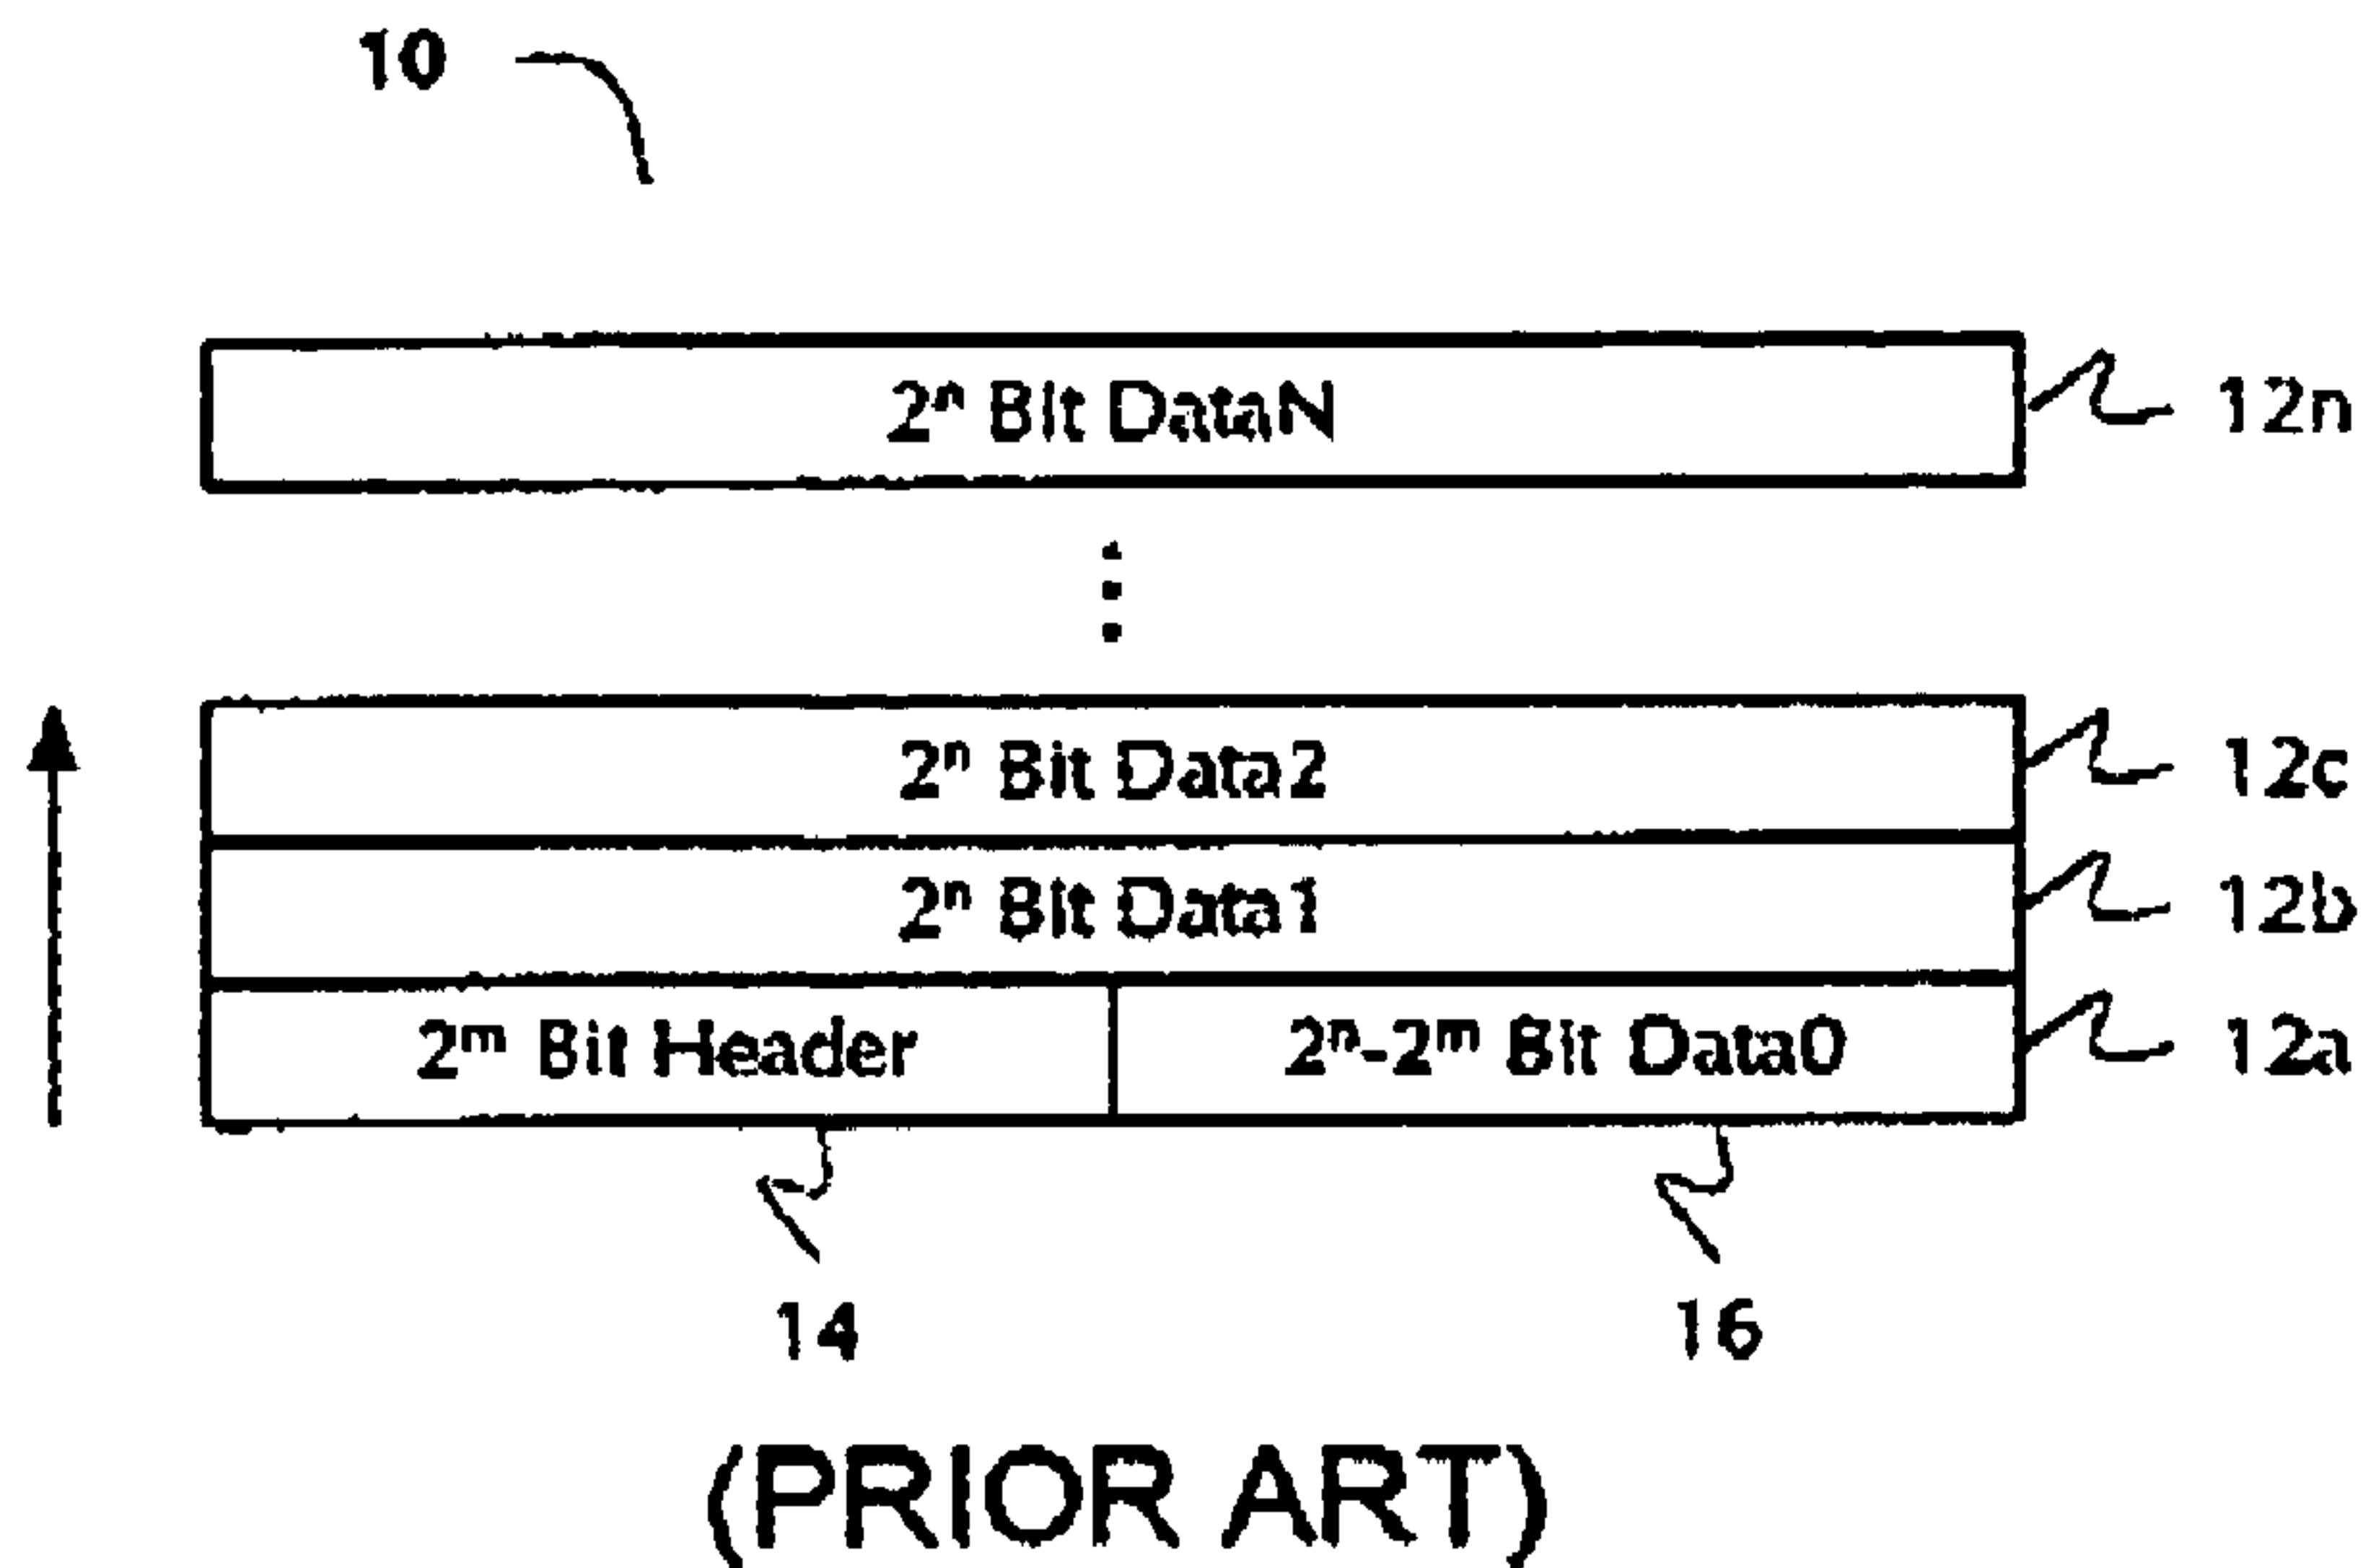 10
2ⁿ Bit DataN 12n
2ⁿ Bit Data2 12c
2ⁿ Bit Data1 12b
2ᵐ Bit Header 2ⁿ-2ᵐ Bit Data0 12a
14 16
(PRIOR ART)